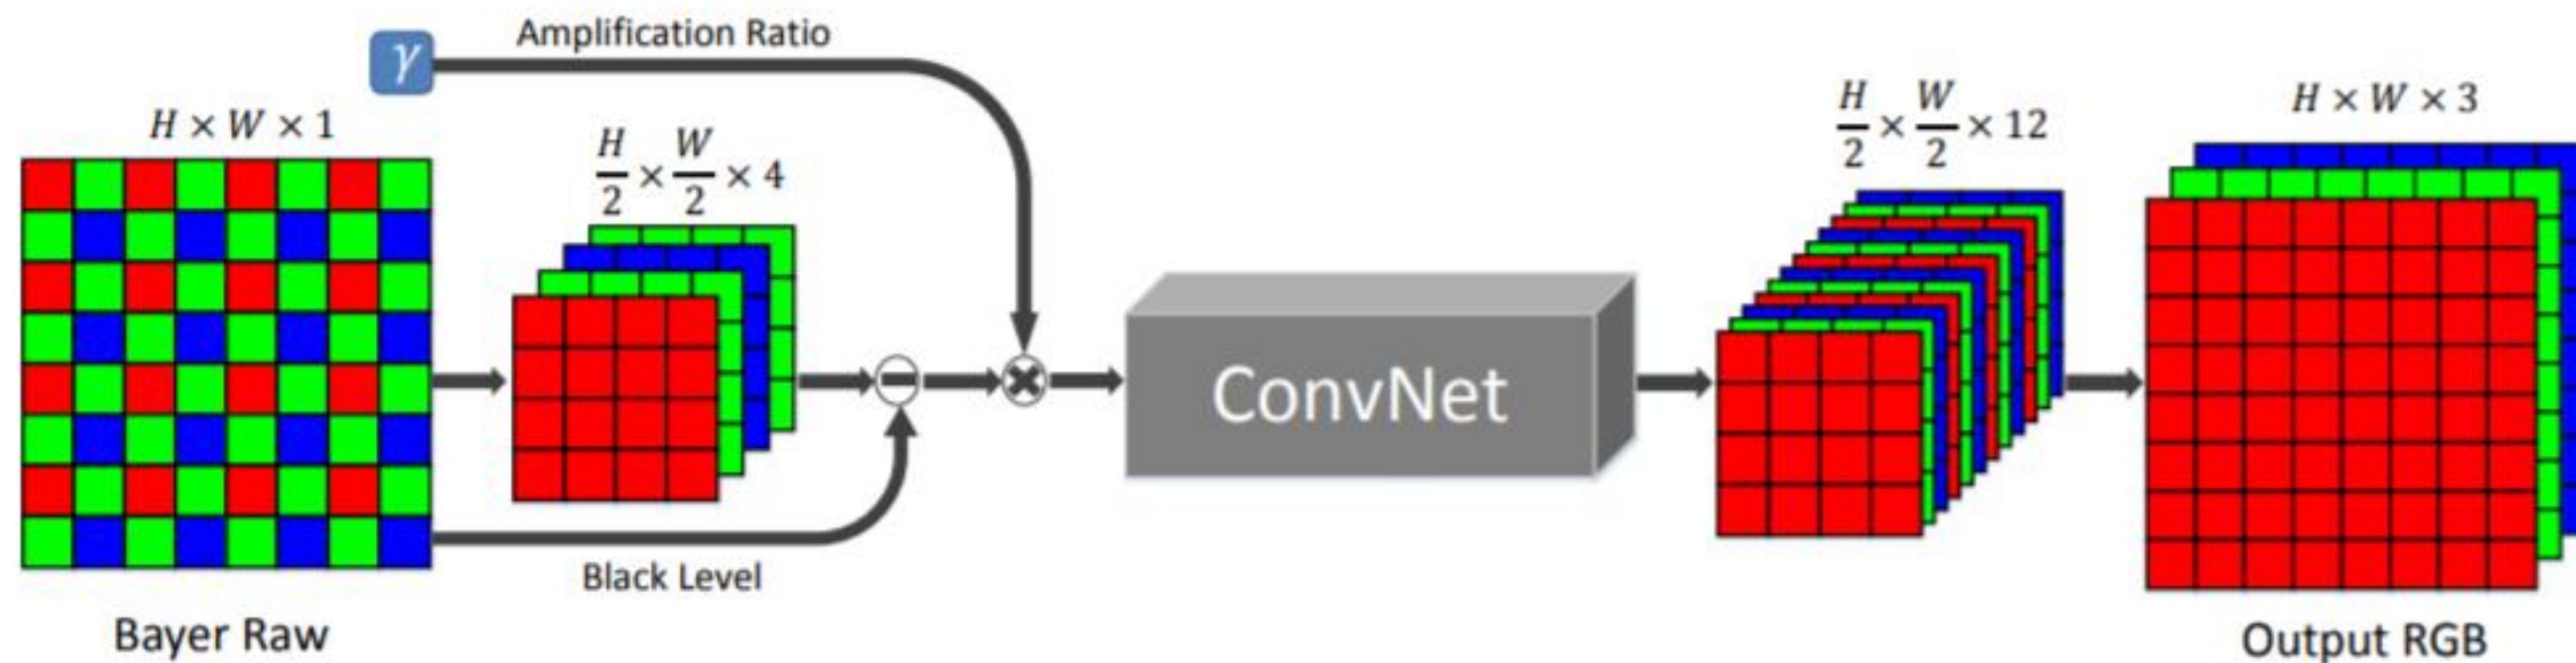 γ
Amplification Ratio
H × W × 1
H/2 × W/2 × 4
H/2 × W/2 × 12
H × W × 3
ConvNet
Black Level
Bayer Raw
Output RGB